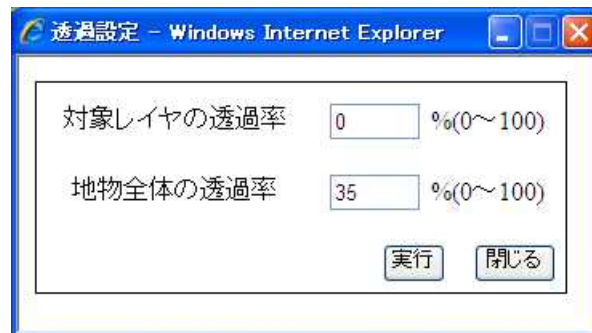 透過設定 - Windows Internet Explorer
対象レイヤの透過率 0 %(0～100)
地物全体の透過率 35 %(0～100)
実行 閉じる